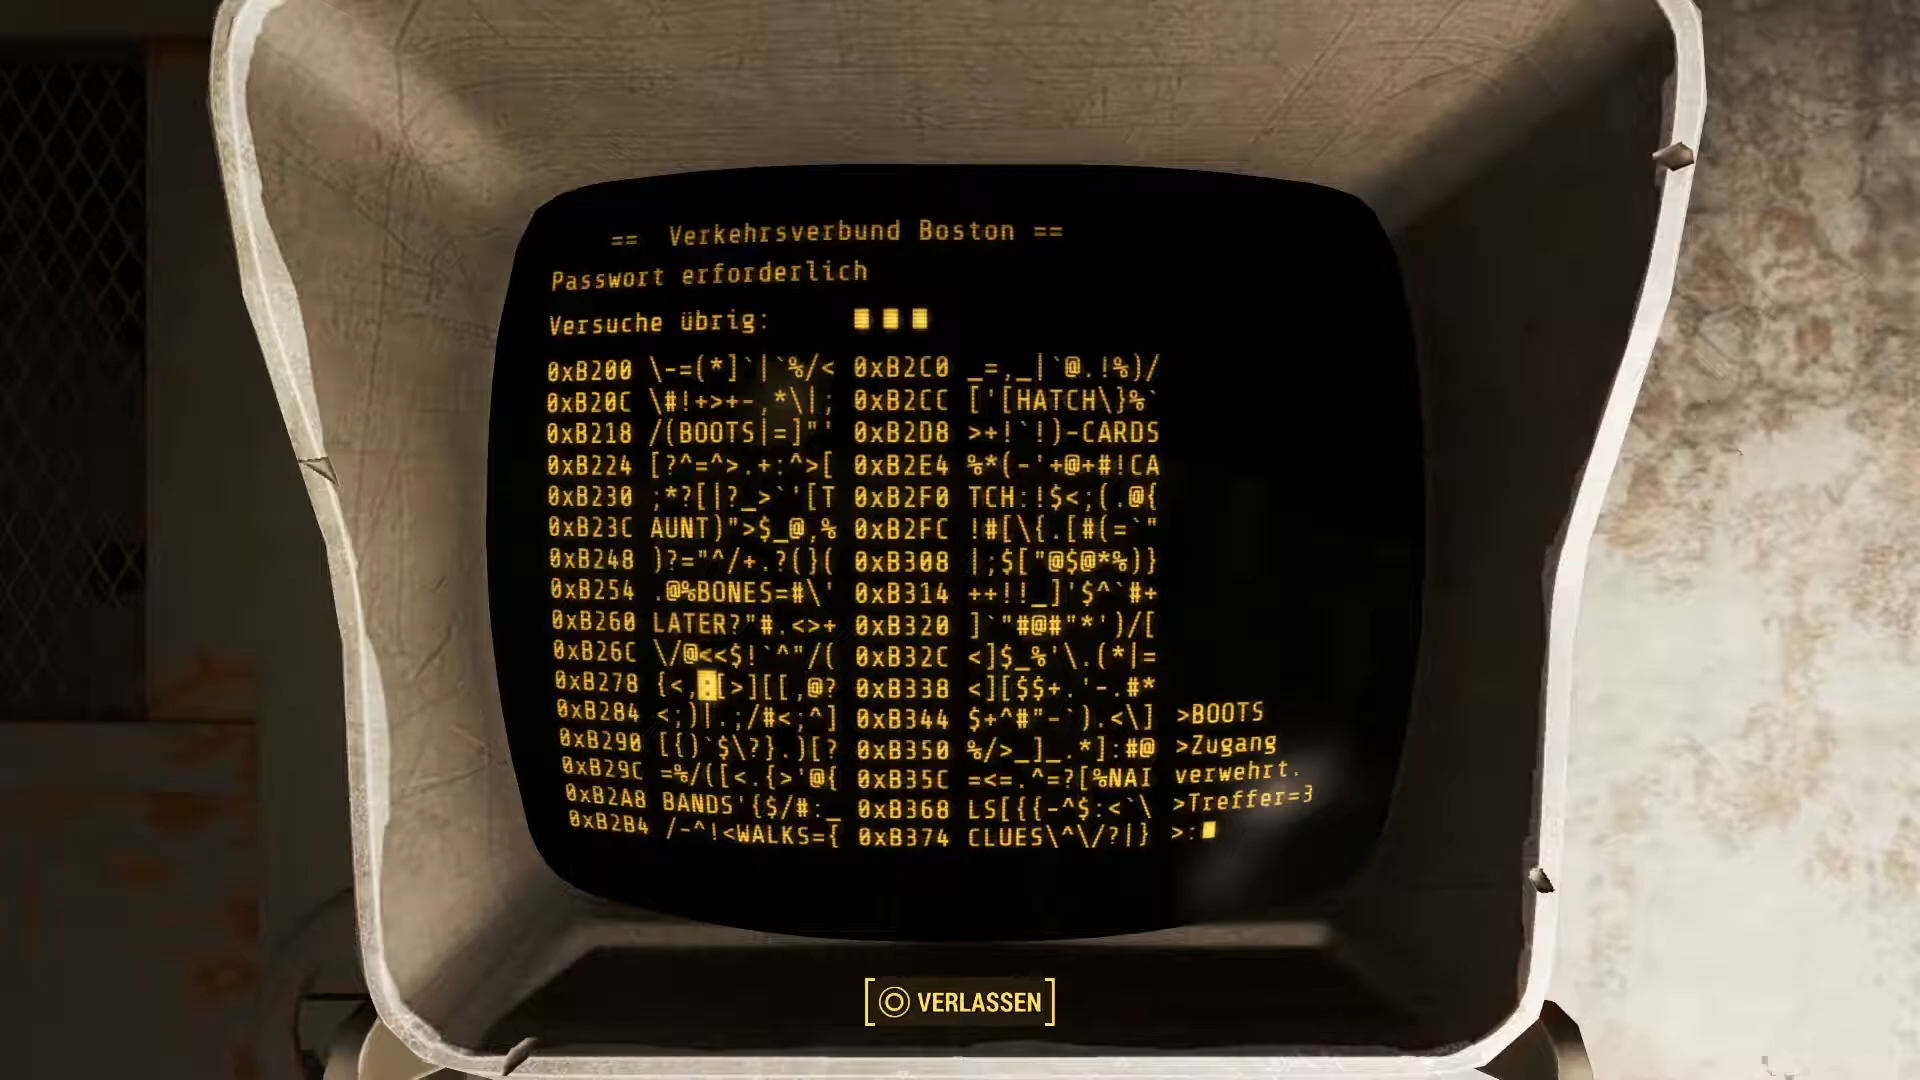 == Verkehrsverbund Boston ==
Passwort erforderlich
Versuche übrig:
0xB200 \-=(*]`|`%/< 0xB2C0 _=,_|`@.!%)/
0xB20C \#!+>+-,*\|; 0xB2CC ['[HATCH\}%`
0xB218 /(BOOTS|=]"' 0xB2D8 >+!`!)-CARDS
0xB224 [?^=^>.+:^>[ 0xB2E4 %*(-'+@+#!CA
0xB230 ;*?[|?_>`'[T 0xB2F0 TCH:!$<;(.@{
0xB23C AUNT)">$_@,% 0xB2FC !#[\{.[#(=`"
0xB248 )?="^/+.?(}( 0xB308 |;$["@$@*%)}
0xB254 .@%BONES=#\' 0xB314 ++!!_]'$^`#+
0xB260 LATER?"#.<>+ 0xB320 ]`"#@#"*')/[
0xB26C \/@<<$!`^"/( 0xB32C <]$_%'\.(*|=
0xB278 {<,:[>][[,@? 0xB338 <][$$+.'-.#*
0xB284 <;)|.;/#<;^] 0xB344 $+^#"-`).<\] >BOOTS
0xB290 [{)`$\?}.)[? 0xB350 %/>_]_.*]:#@ >Zugang
0xB29C =%/([<.{>'@{ 0xB35C =<=.^=?[%NAI verwehrt.
0xB2A8 BANDS'{$/#:_ 0xB368 LS[{{-^$:<`\ >Treffer=3
0xB2B4 /-^!<WALKS={ 0xB374 CLUES\^\/?|} >:
[VERLASSEN]